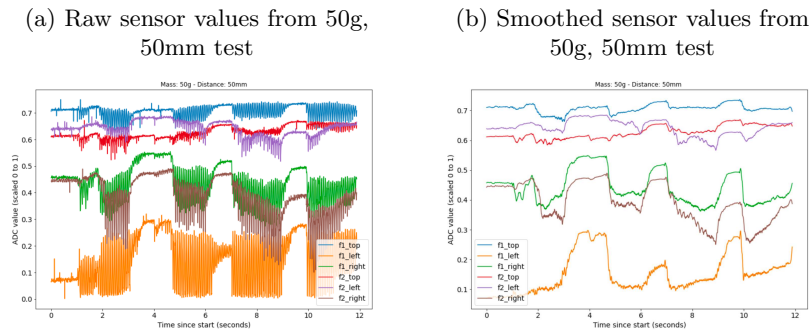 (a) Raw sensor values from 50g,
50mm test
Mass: 50g - Distance: 50mm
ADC value (scaled 0 to 1)
0.7
0.6
0.5
0.4
0.3
0.2
0.1
0.0
f1_top
f1_left
f1_right
f2_top
f2_left
f2_right
0 2 4 6 8 10 12
Time since start (seconds)
(b) Smoothed sensor values from
50g, 50mm test
Mass: 50g - Distance: 50mm
ADC value (scaled 0 to 1)
0.7
0.6
0.5
0.4
0.3
0.2
0.1
f1_top
f1_left
f1_right
f2_top
f2_left
f2_right
0 2 4 6 8 10 12
Time since start (seconds)